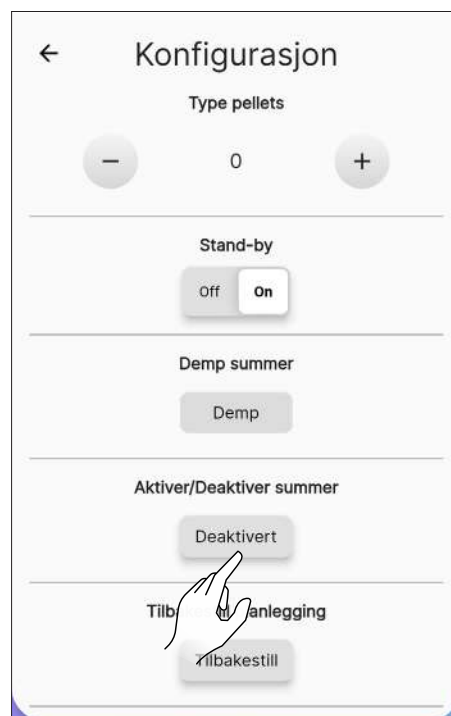 Konfigurasjon
Type pellets
0
Stand-by
Off On
Demp summer
Demp
Aktiver/Deaktiver summer
Deaktivert
Tilbakestill